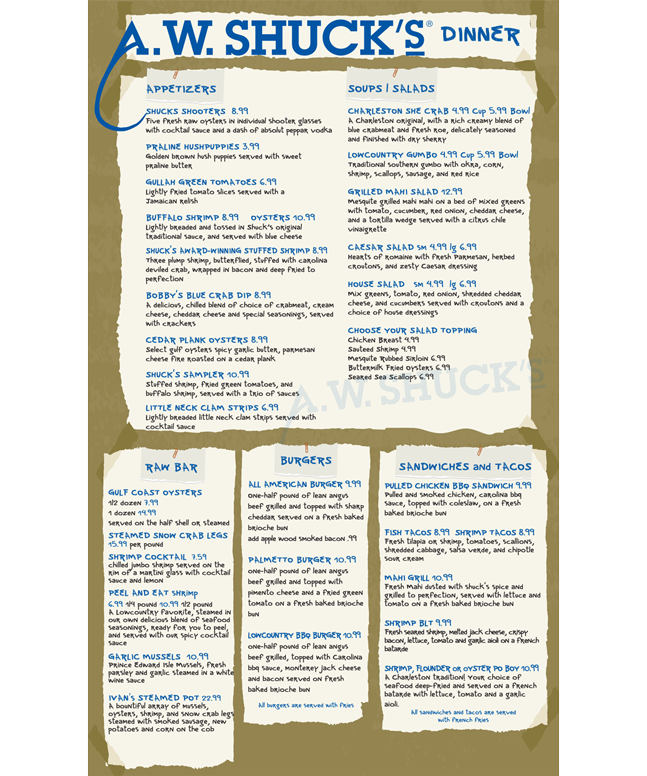 A.W. SHUCK'S® DINNER
APPETIZERS
SHUCKS SHOOTERS 8.99
Five fresh raw oysters in individual shooter glasses
with cocktail sauce and a dash of absolut peppar vodka
PRALINE HUSHPUPPIES 3.99
Golden brown hush puppies served with sweet
praline butter
GULLAH GREEN TOMATOES 6.99
Lightly fried tomato slices served with a
Jamaican relish
BUFFALO SHRIMP 8.99 OYSTERS 10.99
Lightly breaded and tossed in Shuck's original
traditional sauce, and served with blue cheese
SHUCK'S AWARD-WINNING STUFFED SHRIMP 8.99
Three plump shrimp, butterflied, stuffed with carolina
deviled crab, wrapped in bacon and deep fried to
perfection
BOBBY'S BLUE CRAB DIP 8.99
A delicious, chilled blend of choice of crabmeat, cream
cheese, cheddar cheese and special seasonings, served
with crackers
CEDAR PLANK OYSTERS 8.99
Select gulf oysters spicy garlic butter, parmesan
cheese fire roasted on a cedar plank
SHUCK'S SAMPLER 10.99
Stuffed shrimp, fried green tomatoes, and
buffalo shrimp, served with a trio of sauces
LITTLE NECK CLAM STRIPS 6.99
Lightly breaded little neck clam strips served with
cocktail sauce
SOUPS | SALADS
CHARLESTON SHE CRAB 4.99 Cup 5.99 Bowl
A Charleston original, with a rich creamy blend of
blue crabmeat and fresh roe, delicately seasoned
and finished with dry sherry
LOWCOUNTRY GUMBO 4.99 Cup 5.99 Bowl
Traditional southern gumbo with okra, corn,
shrimp, scallops, sausage, and red rice
GRILLED MAHI SALAD 12.99
Mesquite grilled mahi mahi on a bed of mixed greens
with tomato, cucumber, red onion, cheddar cheese,
and a tortilla wedge served with a citrus chile
vinaigrette
CAESAR SALAD sm 4.99 lg 6.99
Hearts of romaine with fresh Parmesan, herbed
croutons, and zesty Caesar dressing
HOUSE SALAD sm 4.99 lg 6.99
Mix greens, tomato, red onion, shredded cheddar
cheese, and cucumbers served with croutons and a
choice of house dressings
CHOOSE YOUR SALAD TOPPING
Chicken Breast 4.99
Sauteed Shrimp 4.99
Mesquite Rubbed Sirloin 6.99
Buttermilk Fried Oysters 6.99
Seared Sea Scallops 6.99
A.W. SHUCK'S
RAW BAR
GULF COAST OYSTERS
1/2 dozen 7.99
1 dozen 14.99
served on the half shell or steamed
STEAMED SNOW CRAB LEGS
15.99 per pound
SHRIMP COCKTAIL 7.59
chilled jumbo shrimp served on the
rim of a martini glass with cocktail
sauce and lemon
PEEL AND EAT shrimp
6.99 1/4 pound 10.99 1/2 pound
A Lowcountry favorite, steamed in
our own delicious blend of seafood
seasonings, ready for you to peel,
and served with our spicy cocktail
sauce
GARLIC MUSSELS 10.99
Prince Edward Isle Mussels, fresh
parsley and garlic steamed in a white
wine sauce
IVAN'S STEAMED POT 22.99
A bountiful array of mussels,
oysters, shrimp, and snow crab legs
steamed with smoked sausage, new
potatoes and corn on the cob
BURGERS
ALL AMERICAN BURGER 9.99
one-half pound of lean angus
beef grilled and topped with sharp
cheddar served on a fresh baked
brioche bun
add apple wood smoked bacon .99
PALMETTO BURGER 10.99
one-half pound of lean angus
beef grilled and topped with
pimento cheese and a fried green
tomato on a fresh baked brioche
bun
LOWCOUNTRY BBQ BURGER 10.99
one-half pound of lean angus
beef grilled, topped with Carolina
bbq sauce, monterey jack cheese
and bacon served on fresh
baked brioche bun
All burgers are served with fries
SANDWICHES and TACOS
PULLED CHICKEN BBQ SANDWICH 9.99
Pulled and smoked chicken, carolina bbq
sauce, topped with coleslaw, on a fresh
baked brioche bun
FISH TACOS 8.99 SHRIMP TACOS 8.99
Fresh tilapia or shrimp, tomatoes, scallions,
shredded cabbage, salsa verde, and chipotle
sour cream
MAHI GRILL 10.99
Fresh Mahi dusted with shuck's spice and
grilled to perfection, served with lettuce and
tomato on a fresh baked brioche bun
SHRIMP BLT 9.99
Fresh seared shrimp, melted jack cheese, crispy
bacon, lettuce, tomato and garlic aioli on a french
batarde
SHRIMP, FLOUNDER or OYSTER PO BOY 10.99
A Charleston tradition! Your choice of
seafood deep-fried and served on a french
batarde with lettuce, tomato and a garlic
aioli.
All sandwiches and tacos are served
with french fries